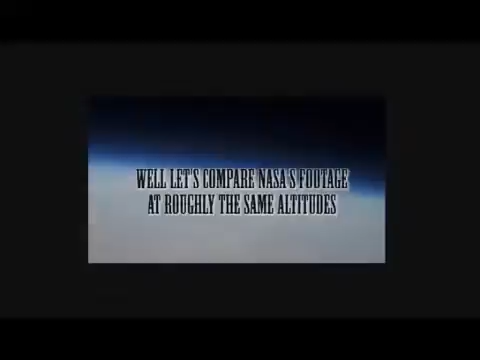 WELL LET'S COMPARE NASA'S FOOTAGE
AT ROUGHLY THE SAME ALTITUDES